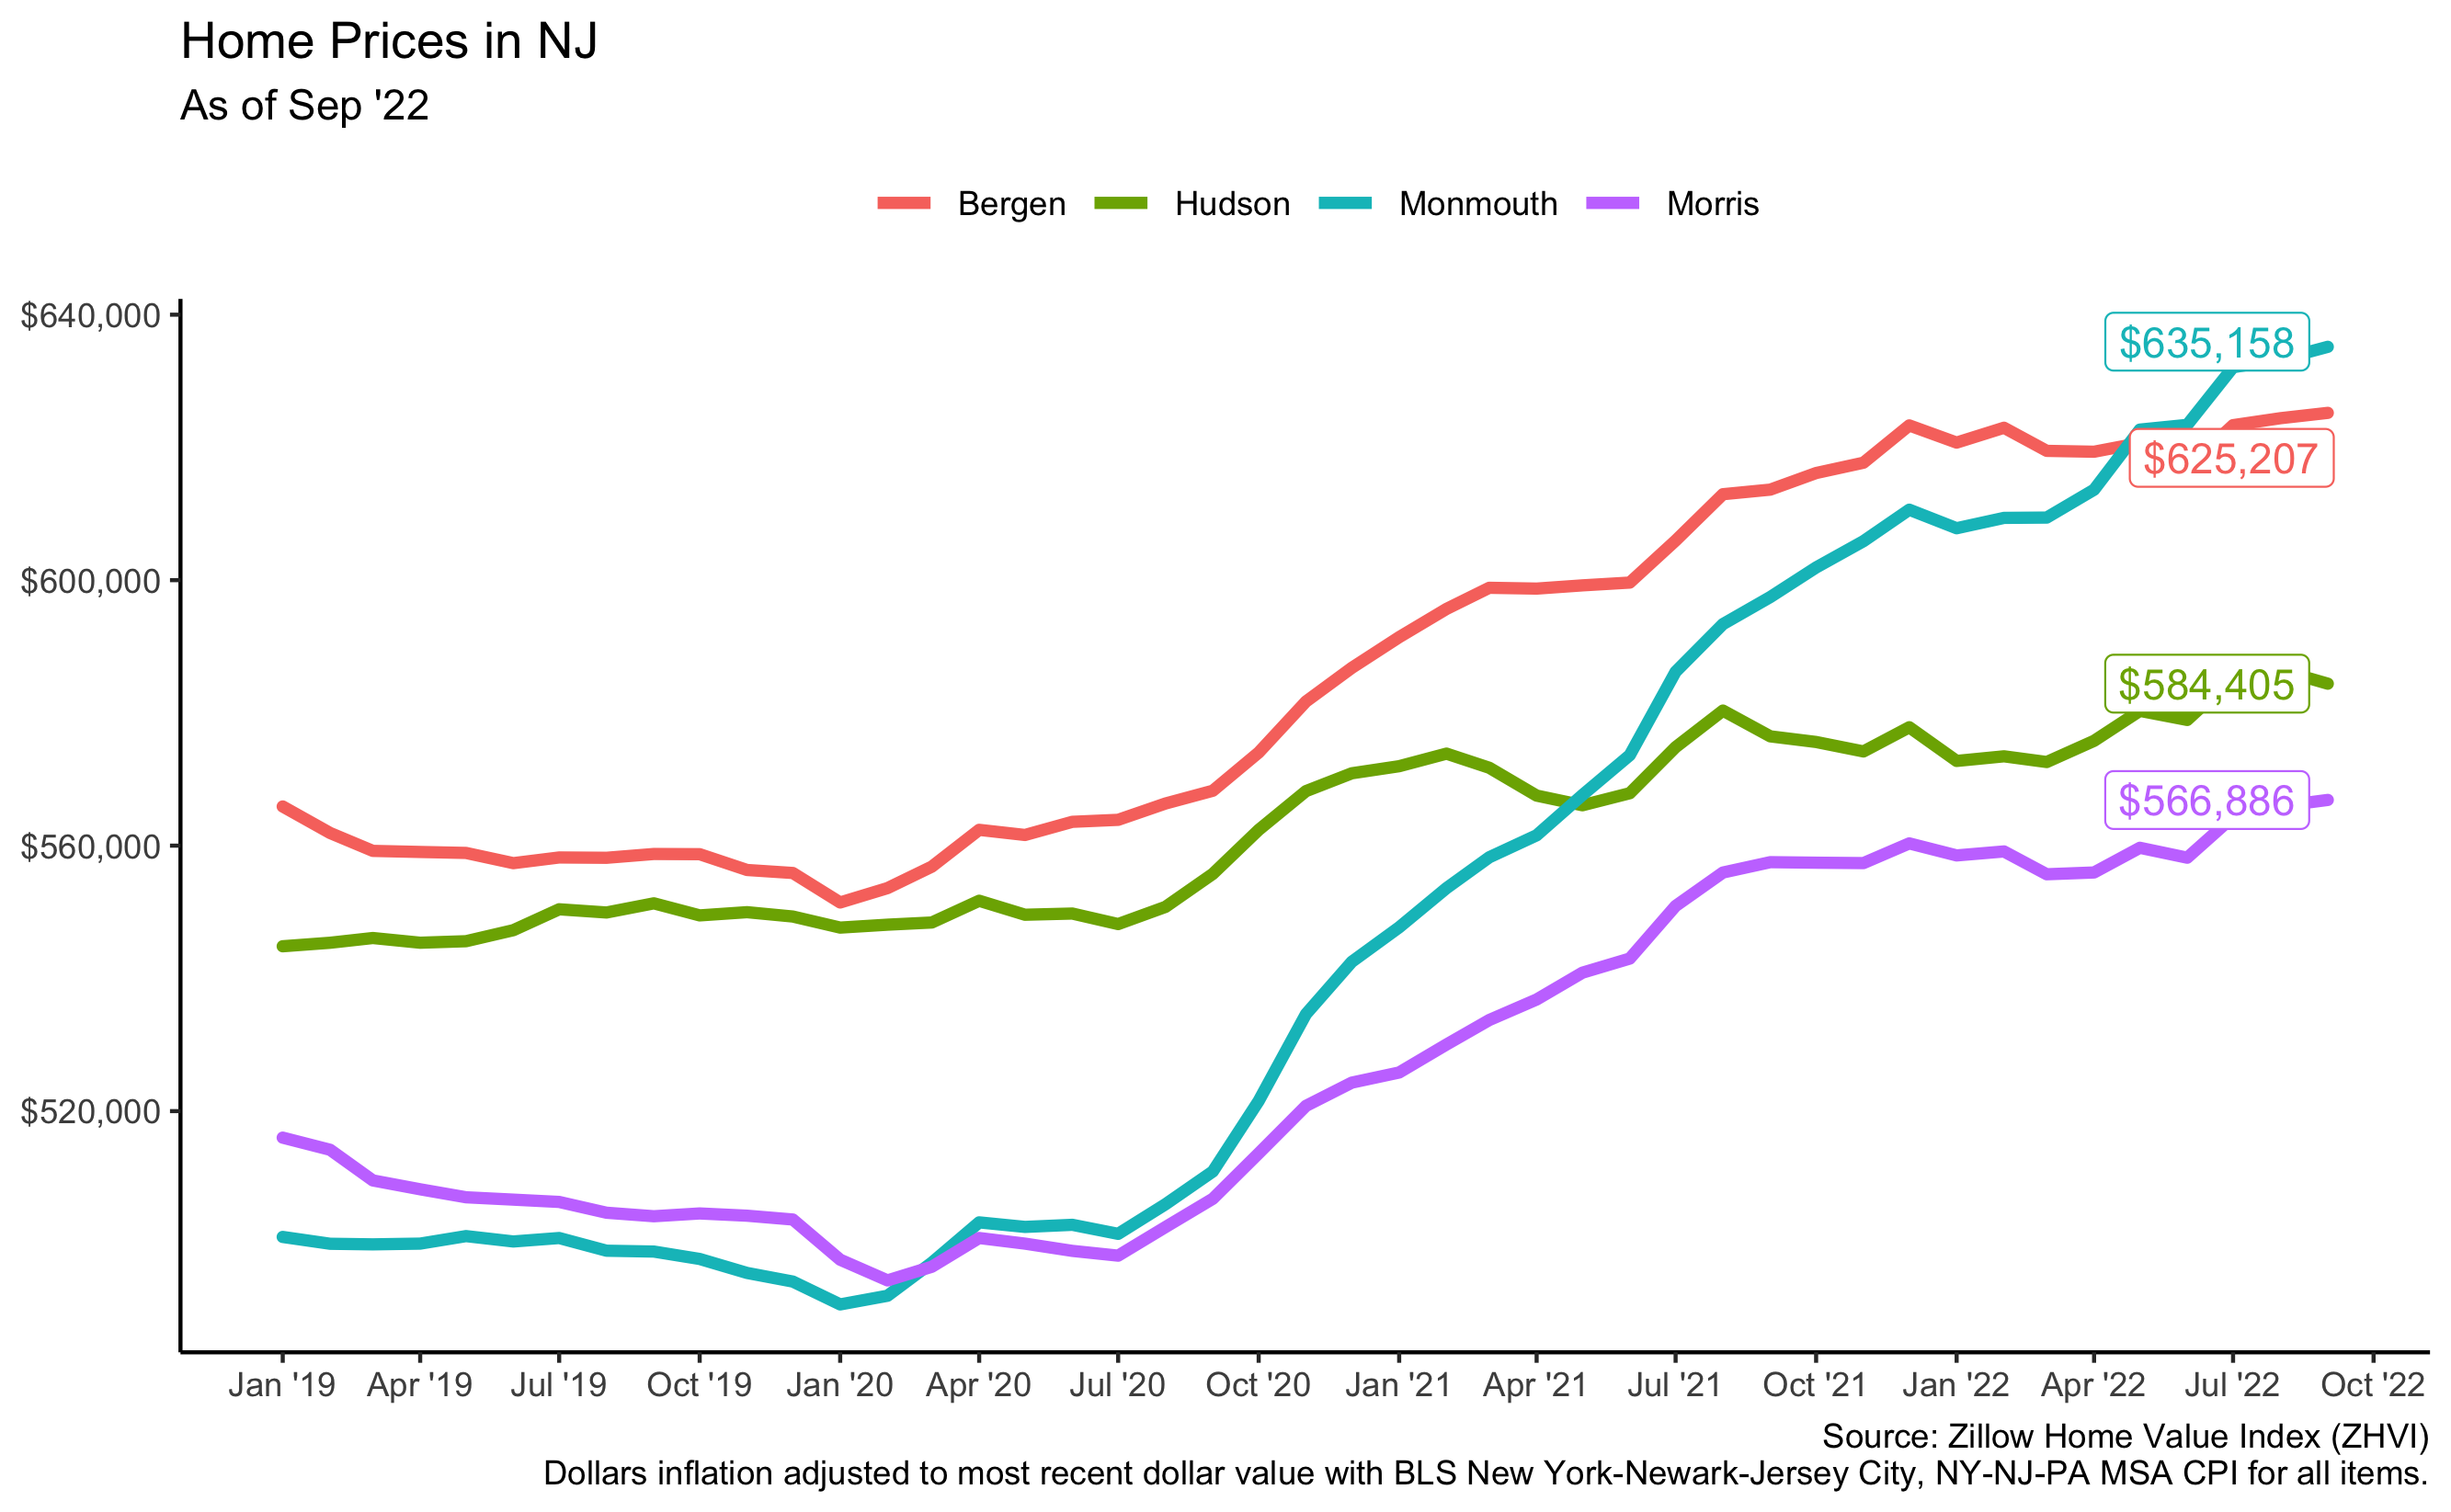 Home Prices in NJ
As of Sep '22
Bergen Hudson Monmouth Morris
$640,000
$600,000
$560,000
$520,000
$635,158
$625,207
$584,405
$566,886
Jan '19 Apr '19 Jul '19 Oct '19 Jan '20 Apr '20 Jul '20 Oct '20 Jan '21 Apr '21 Jul '21 Oct '21 Jan '22 Apr '22 Jul '22 Oct '22
Source: Zillow Home Value Index (ZHVI)
Dollars inflation adjusted to most recent dollar value with BLS New York-Newark-Jersey City, NY-NJ-PA MSA CPI for all items.